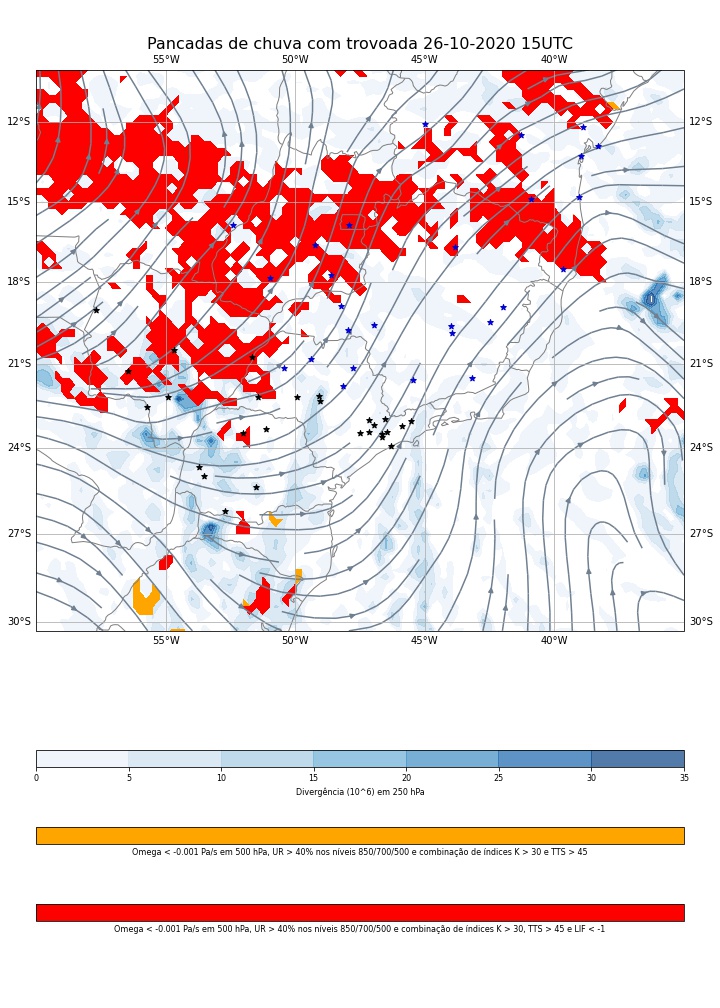 Pancadas de chuva com trovoada 26-10-2020 15UTC
55°W 50°W 45°W 40°W
12°S 12°S
15°S 15°S
18°S 18°S
21°S 21°S
24°S 24°S
27°S 27°S
30°S 30°S
55°W 50°W 45°W 40°W
0 5 10 15 20 25 30 35
Divergência (10^6) em 250 hPa
Omega < -0.001 Pa/s em 500 hPa, UR > 40% nos níveis 850/700/500 e combinação de índices K > 30 e TTS > 45
Omega < -0.001 Pa/s em 500 hPa, UR > 40% nos níveis 850/700/500 e combinação de índices K > 30, TTS > 45 e LIF < -1